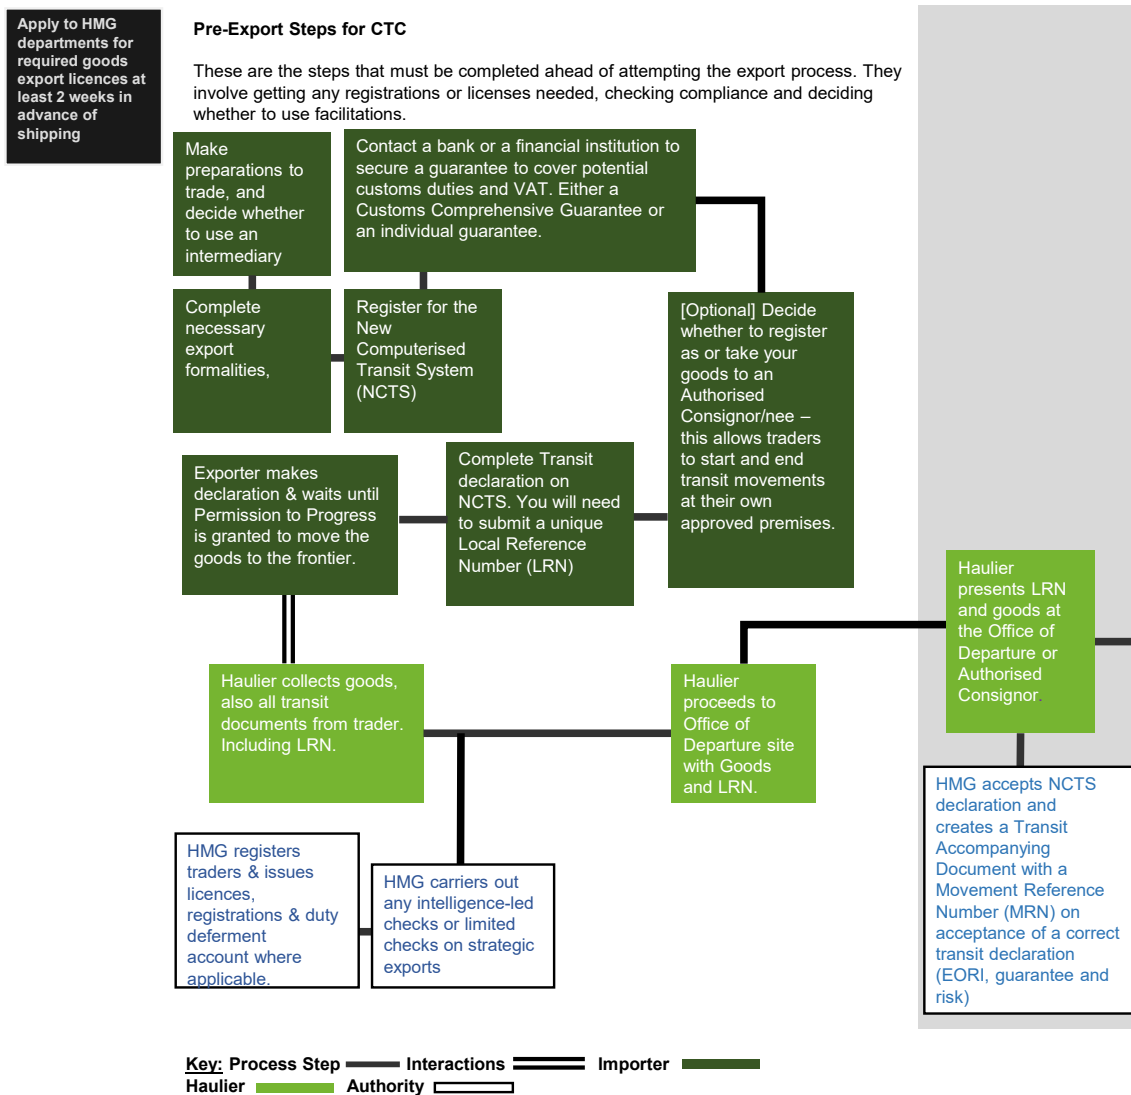 Apply to HMG
departments for
required goods
export licences at
least 2 weeks in
advance of
shipping
Pre-Export Steps for CTC
These are the steps that must be completed ahead of attempting the export process. They
involve getting any registrations or licenses needed, checking compliance and deciding
whether to use facilitations.
Make
preparations to
trade, and
decide whether
to use an
intermediary
Contact a bank or a financial institution to
secure a guarantee to cover potential
customs duties and VAT. Either a
Customs Comprehensive Guarantee or
an individual guarantee.
Complete
necessary
export
formalities,
Register for the
New
Computerised
Transit System
(NCTS)
[Optional] Decide
whether to register
as or take your
goods to an
Authorised
Consignor/nee –
this allows traders
to start and end
transit movements
at their own
approved premises.
Exporter makes
declaration & waits until
Permission to Progress
is granted to move the
goods to the frontier.
Complete Transit
declaration on
NCTS. You will need
to submit a unique
Local Reference
Number (LRN)
Haulier collects goods,
also all transit
documents from trader.
Including LRN.
Haulier
proceeds to
Office of
Departure site
with Goods
and LRN.
Haulier
presents LRN
and goods at
the Office of
Departure or
Authorised
Consignor.
HMG registers
traders & issues
licences,
registrations & duty
deferment
account where
applicable.
HMG carriers out
any intelligence-led
checks or limited
checks on strategic
exports
HMG accepts NCTS
declaration and
creates a Transit
Accompanying
Document with a
Movement Reference
Number (MRN) on
acceptance of a correct
transit declaration
(EORI, guarantee and
risk)
Key: Process Step Interactions Importer
Haulier Authority